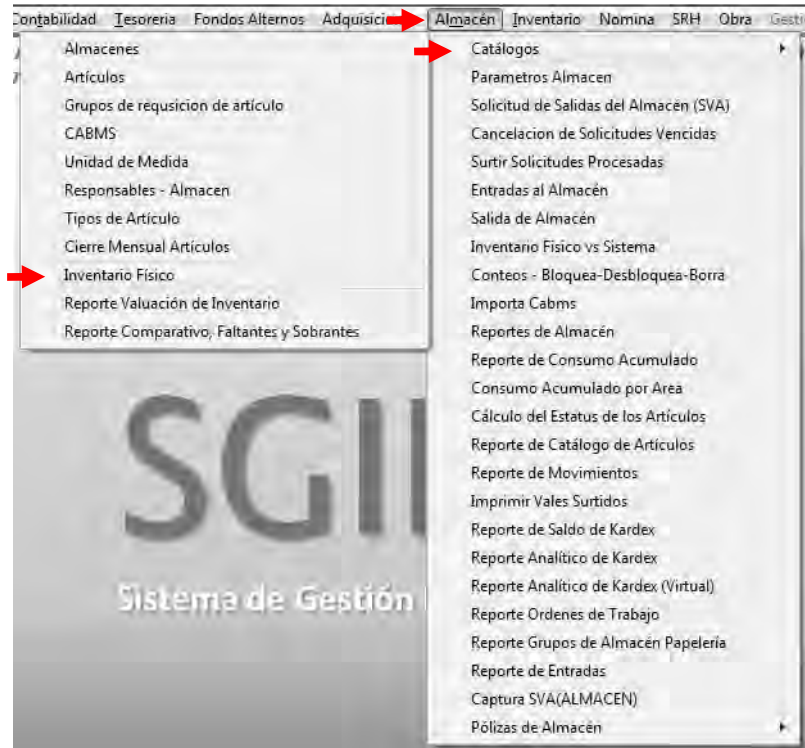 Contabilidad Tesoreria Fondos Alternos Adquisicio Almacén Inventario Nomina SRH Obra Gesti
Almacenes
Artículos
Grupos de requsicion de artículo
CABMS
Unidad de Medida
Responsables - Almacen
Tipos de Artículo
Cierre Mensual Artículos
Inventario Físico
Reporte Valuación de Inventario
Reporte Comparativo, Faltantes y Sobrantes
Catálogos
Parametros Almacen
Solicitud de Salidas del Almacén (SVA)
Cancelacion de Solicitudes Vencidas
Surtir Solicitudes Procesadas
Entradas al Almacén
Salida de Almacén
Inventario Fisico vs Sistema
Conteos - Bloquea-Desbloquea-Borra
Importa Cabms
Reportes de Almacén
Reporte de Consumo Acumulado
Consumo Acumulado por Area
Cálculo del Estatus de los Artículos
Reporte de Catálogo de Artículos
Reporte de Movimientos
Imprimir Vales Surtidos
Reporte de Saldo de Kardex
Reporte Analítico de Kardex
Reporte Analítico de Kardex (Virtual)
Reporte Ordenes de Trabajo
Reporte Grupos de Almacén Papelería
Reporte de Entradas
Captura SVA(ALMACEN)
Pólizas de Almacén
SGI
Sistema de Gestión